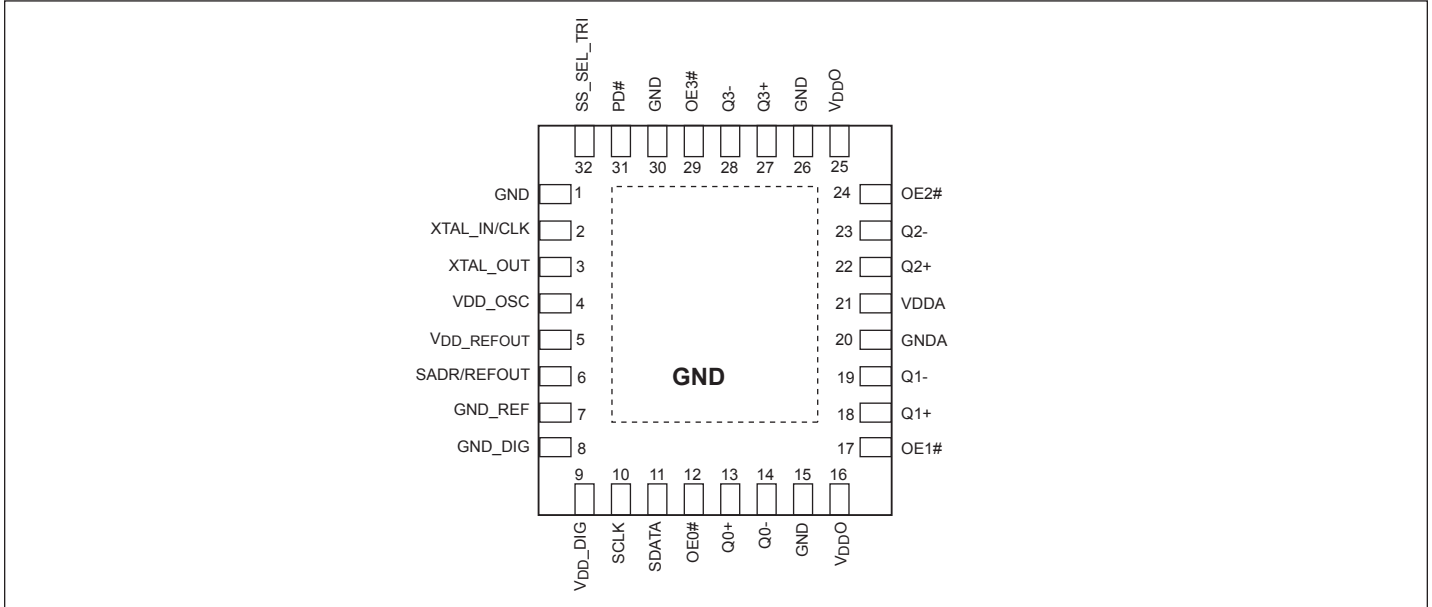 SS_SEL_TRI
PD#
GND
OE3#
Q3-
Q3+
GND
VDDO
32
31
30
29
28
27
26
25
GND 1
XTAL_IN/CLK 2
XTAL_OUT 3
VDD_OSC 4
VDD_REFOUT 5
SADR/REFOUT 6
GND_REF 7
GND_DIG 8
GND
24 OE2#
23 Q2-
22 Q2+
21 VDDA
20 GNDA
19 Q1-
18 Q1+
17 OE1#
9
10
11
12
13
14
15
16
VDD_DIG
SCLK
SDATA
OE0#
Q0+
Q0-
GND
VDDO